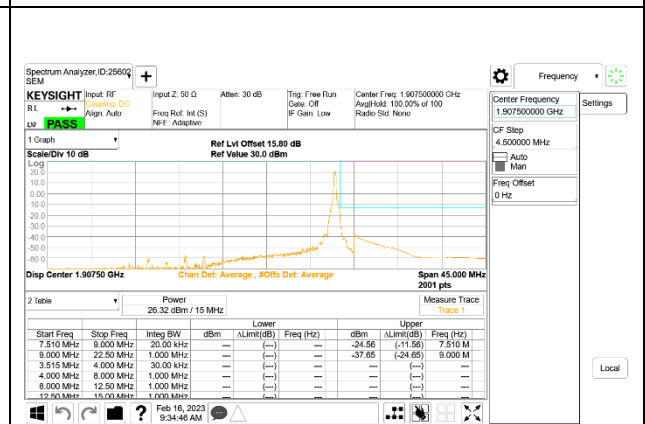 Spectrum Analyzer,ID:25602
SEM
+
Frequency
KEYSIGHT
RL
PASS
Input: RF
Coupling: DC
Align: Auto
Input Z: 50 Ω
Freq Ref: Int (S)
NFE: Adaptive
Atten: 30 dB
Trig: Free Run
Gate: Off
IF Gain: Low
Center Freq: 1.907500000 GHz
Avg|Hold: 100.00% of 100
Radio Std: None
Center Frequency
1.907500000 GHz
Settings
CF Step
4.500000 MHz
Auto
Man
Freq Offset
0 Hz
1 Graph
Scale/Div 10 dB
Ref Lvl Offset 15.80 dB
Ref Value 30.0 dBm
Log
20.0
10.0
0.00
-10.0
-20.0
-30.0
-40.0
-50.0
-60.0
Disp Center 1.90750 GHz
Chan Det: Average, #Offs Det: Average
Span 45.000 MHz
2001 pts
2 Table
Power
26.32 dBm / 15 MHz
Measure Trace
Trace 1
Lower Upper
Start Freq Stop Freq Integ BW dBm ΔLimit(dB) Freq (Hz) dBm ΔLimit(dB) Freq (Hz)
7.510 MHz 9.000 MHz 20.00 kHz --- (---) --- -24.56 (-11.56) 7.510 M
9.000 MHz 22.50 MHz 1.000 MHz --- (---) --- -37.65 (-24.65) 9.000 M
3.515 MHz 4.000 MHz 30.00 kHz --- (---) --- --- (---) ---
4.000 MHz 8.000 MHz 1.000 MHz --- (---) --- --- (---) ---
8.000 MHz 12.50 MHz 1.000 MHz --- (---) --- --- (---) ---
12.50 MHz 15.00 MHz 1.000 MHz --- (---) --- --- (---) ---
Local
?
Feb 16, 2023
9:34:46 AM